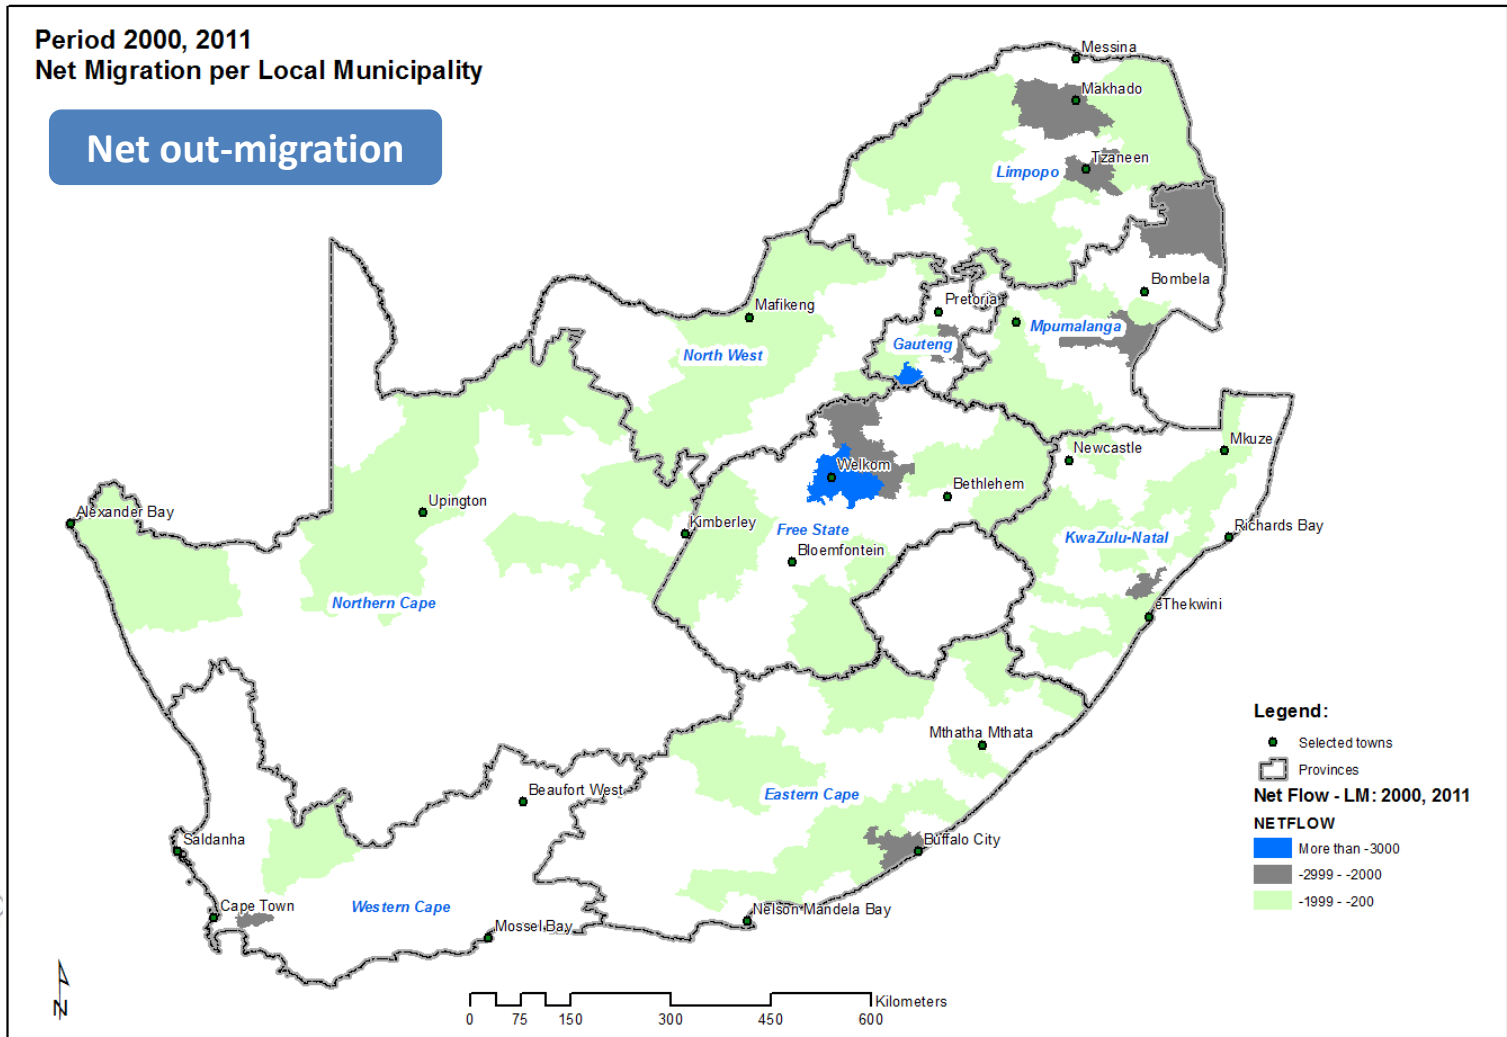 Period 2000, 2011
Net Migration per Local Municipality
Net out-migration
Messina
Makhado
Tzaneen
Limpopo
Bombela
Pretoria
Mafikeng
Mpumalanga
Gauteng
North West
Newcastle
Mkuze
Welkom
Bethlehem
Upington
Alexander Bay
Kimberley
Free State
Richards Bay
KwaZulu-Natal
Bloemfontein
Northern Cape
eThekwini
Mthatha Mthata
Beaufort West
Eastern Cape
Saldanha
Buffalo City
Cape Town
Western Cape
Nelson Mandela Bay
Mossel Bay
Legend:
Selected towns
Provinces
Net Flow - LM: 2000, 2011
NETFLOW
More than -3000
-2999 - -2000
-1999 - -200
N
Kilometers
0 75 150 300 450 600